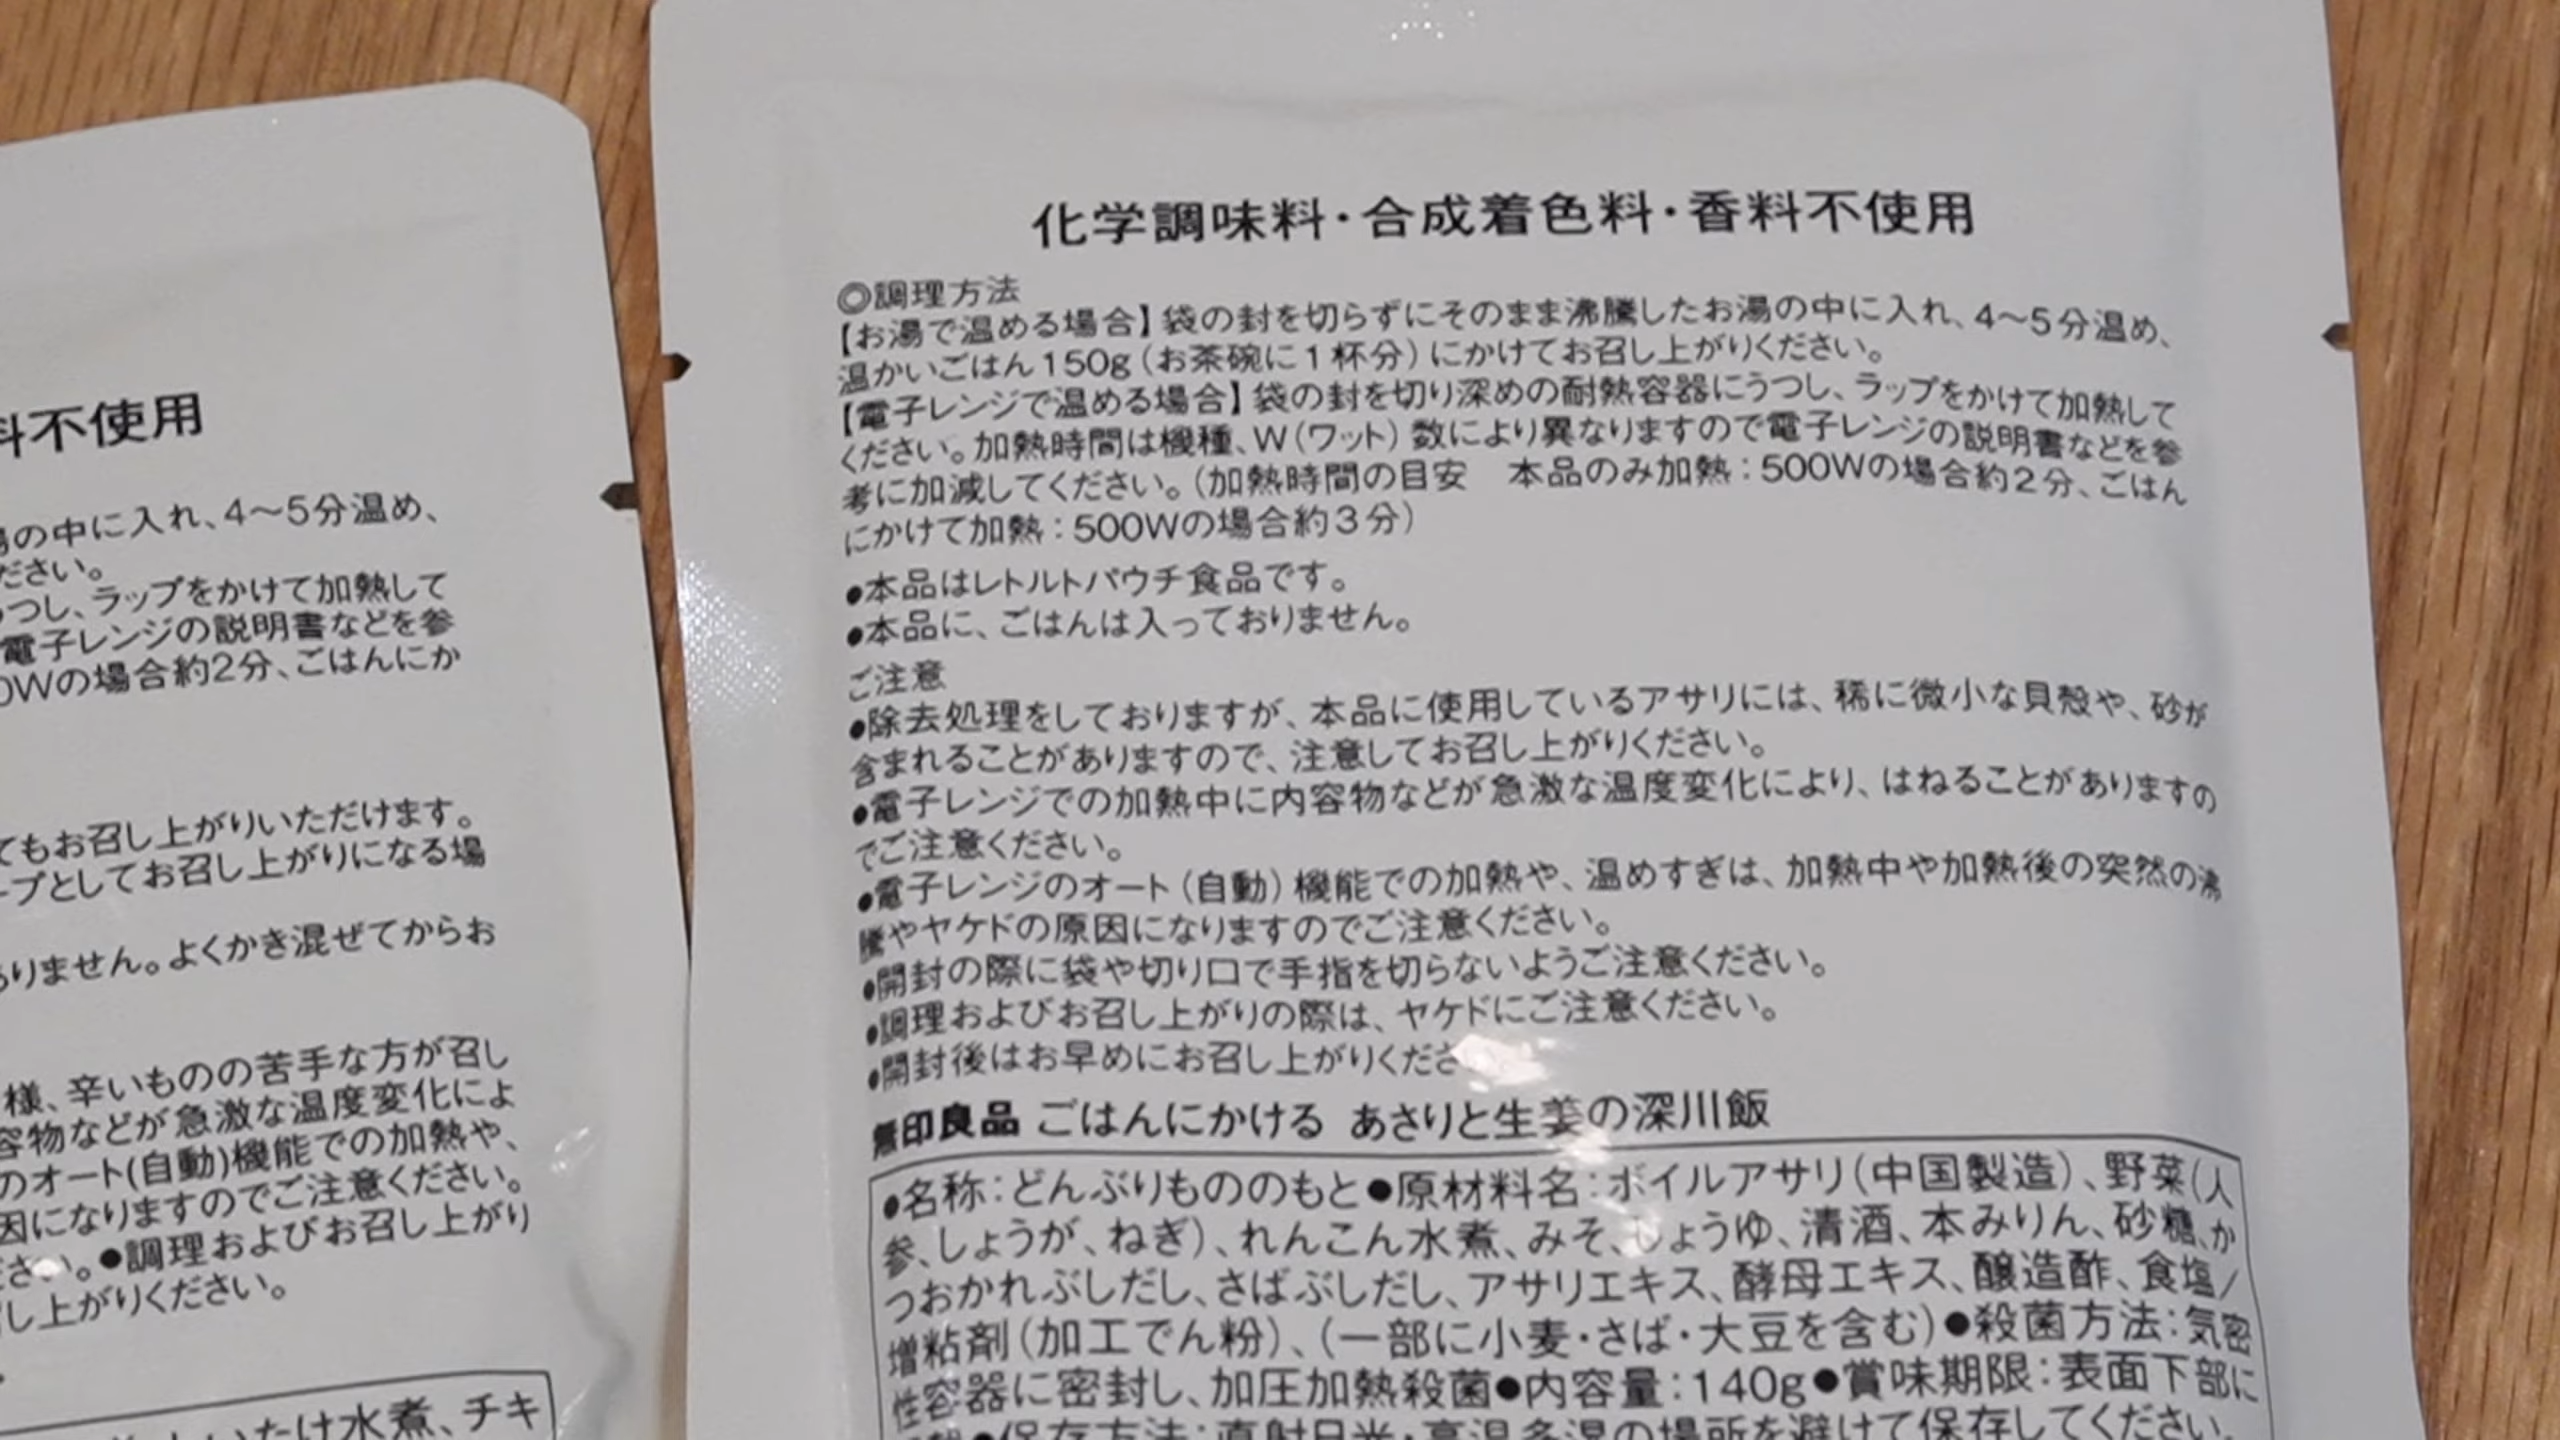 料不使用
の中に入れ、4〜5分温め、
ださい。
うつし、ラップをかけて加熱して
電子レンジの説明書などを参
0Wの場合約2分、ごはんにか
てもお召し上がりいただけます。
ープとしてお召し上がりになる場
ありません。よくかき混ぜてからお
様、辛いものの苦手な方が召し
容物などが急激な温度変化によ
のオート(自動)機能での加熱や、
因になりますのでご注意ください。
さい。●調理およびお召し上がり
し上がりください。
いたけ水煮、チキ
化学調味料・合成着色料・香料不使用
◎調理方法
【お湯で温める場合】袋の封を切らずにそのまま沸騰したお湯の中に入れ、4〜5分温め、
温かいごはん150g(お茶碗に1杯分)にかけてお召し上がりください。
【電子レンジで温める場合】袋の封を切り深めの耐熱容器にうつし、ラップをかけて加熱して
ください。加熱時間は機種、W(ワット)数により異なりますので電子レンジの説明書などを参
考に加減してください。(加熱時間の目安 本品のみ加熱:500Wの場合約2分、ごはん
にかけて加熱:500Wの場合約3分)
●本品はレトルトパウチ食品です。
●本品に、ごはんは入っておりません。
ご注意
●除去処理をしておりますが、本品に使用しているアサリには、稀に微小な貝殻や、砂が
含まれることがありますので、注意してお召し上がりください。
●電子レンジでの加熱中に内容物などが急激な温度変化により、はねることがありますの
でご注意ください。
●電子レンジのオート(自動)機能での加熱や、温めすぎは、加熱中や加熱後の突然の沸
騰やヤケドの原因になりますのでご注意ください。
●開封の際に袋や切り口で手指を切らないようご注意ください。
●調理およびお召し上がりの際は、ヤケドにご注意ください。
●開封後はお早めにお召し上がりくださ
無印良品 ごはんにかける あさりと生姜の深川飯
●名称:どんぶりもののもと●原材料名:ボイルアサリ(中国製造)、野菜(人
参、しょうが、ねぎ)、れんこん水煮、みそ、しょうゆ、清酒、本みりん、砂糖、か
つおかれぶしだし、さばぶしだし、アサリエキス、酵母エキス、醸造酢、食塩/
増粘剤(加工でん粉)、(一部に小麦・さば・大豆を含む)●殺菌方法:気密
性容器に密封し、加圧加熱殺菌●内容量:140g●賞味期限:表面下部に
●保存方法:直射日光・高温多湿の場所を避けて保存してください。